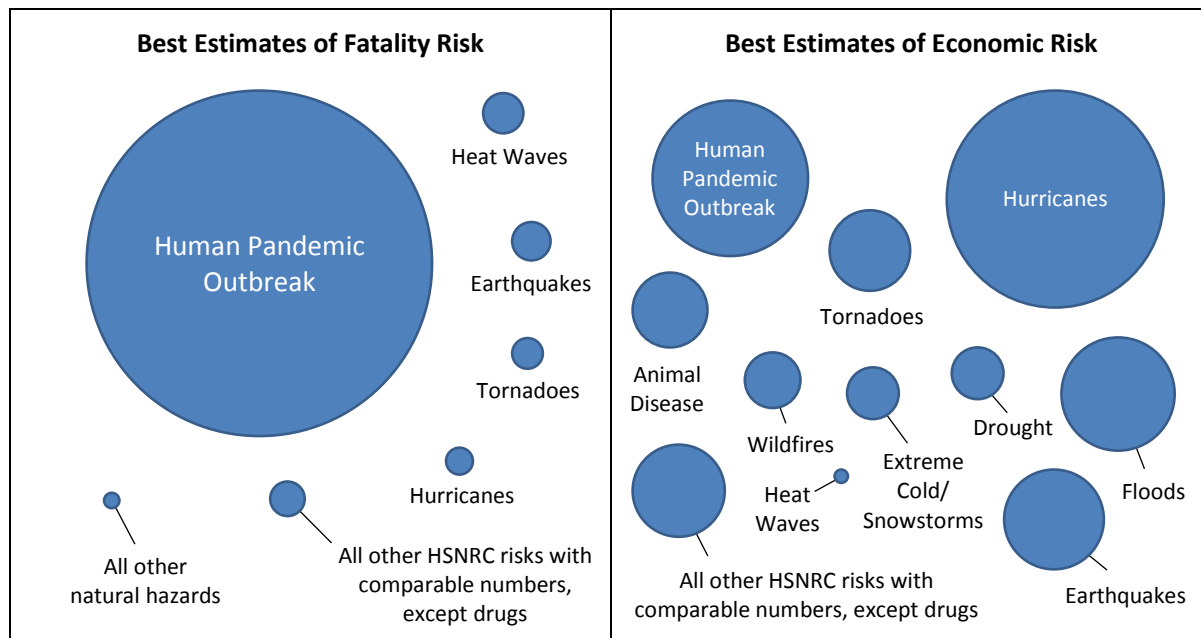 Best Estimates of Fatality Risk
Human Pandemic
Outbreak
Heat Waves
Earthquakes
Tornadoes
Hurricanes
All other
natural hazards
All other HSNRC risks with
comparable numbers,
except drugs
Best Estimates of Economic Risk
Human
Pandemic
Outbreak
Hurricanes
Tornadoes
Animal
Disease
Wildfires
Extreme
Cold/
Snowstorms
Drought
Floods
Heat
Waves
All other HSNRC risks with
comparable numbers, except drugs
Earthquakes